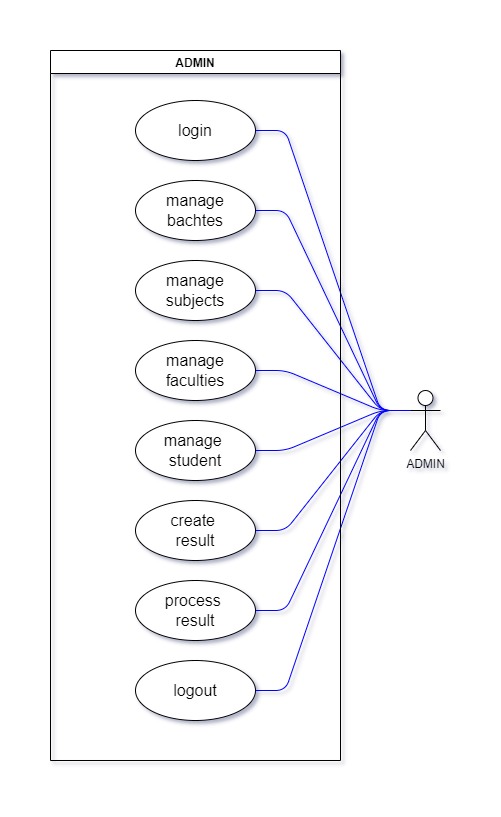 ADMIN
login
manage
bachtes
manage
subjects
manage
faculties
manage
student
create
result
process
result
logout
ADMIN